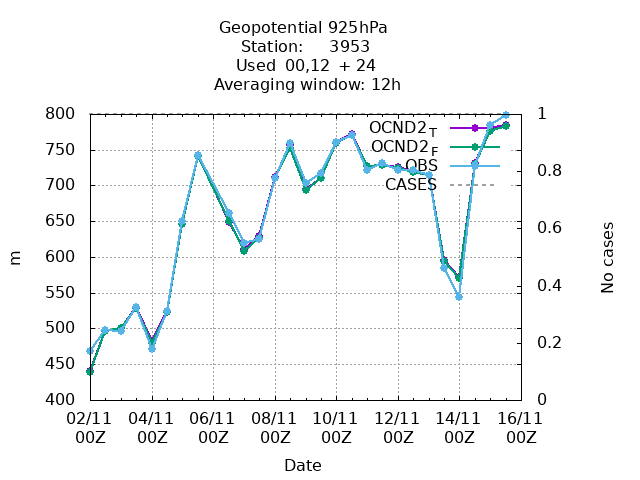 Geopotential 925hPa
Station: 3953
Used 00,12 + 24
Averaging window: 12h
800
750
700
650
600
550
500
450
400
m
1
0.8
0.6
0.4
0.2
0
No cases
OCND2T
OCND2F
OBS
CASES
02/11 04/11 06/11 08/11 10/11 12/11 14/11 16/11
00Z 00Z 00Z 00Z 00Z 00Z 00Z 00Z
Date